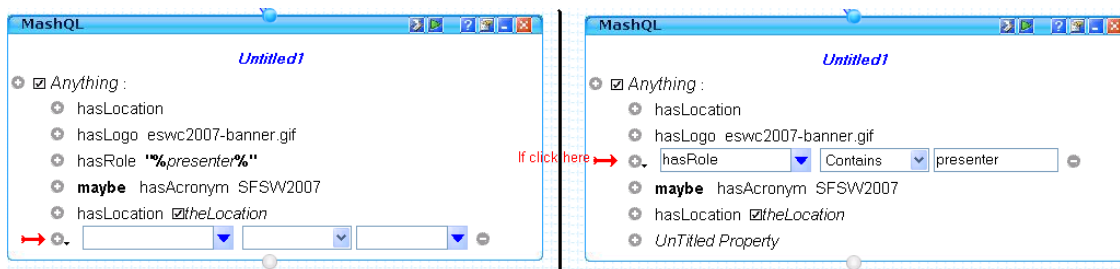 MashQL
Untitled1
Anything :
hasLocation
hasLogo eswc2007-banner.gif
hasRole "%presenter%"
maybe hasAcronym SFSW2007
hasLocation theLocation
MashQL
Untitled1
Anything :
hasLocation
hasLogo eswc2007-banner.gif
If click here
hasRole Contains presenter
maybe hasAcronym SFSW2007
hasLocation theLocation
UnTitled Property